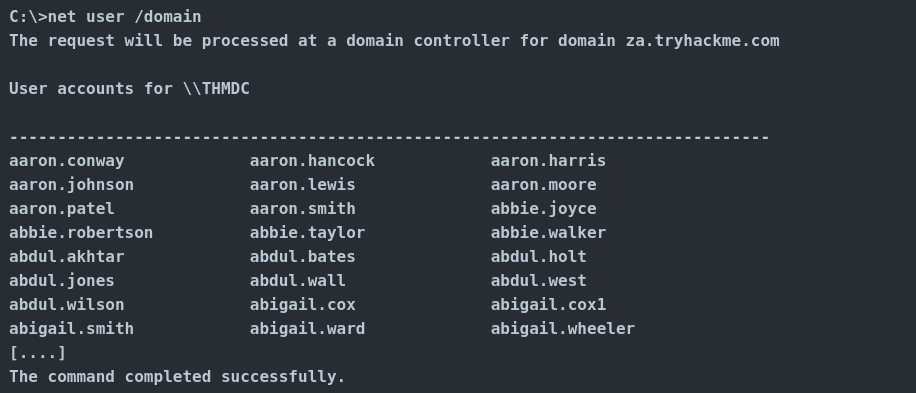 C:\>net user /domain
The request will be processed at a domain controller for domain za.tryhackme.com
User accounts for \\THMDC
-------------------------------------------------------------------------------
aaron.conway             aaron.hancock            aaron.harris
aaron.johnson            aaron.lewis              aaron.moore
aaron.patel              aaron.smith              abbie.joyce
abbie.robertson          abbie.taylor             abbie.walker
abdul.akhtar             abdul.bates              abdul.holt
abdul.jones              abdul.wall               abdul.west
abdul.wilson             abigail.cox              abigail.cox1
abigail.smith            abigail.ward             abigail.wheeler
[....]
The command completed successfully.